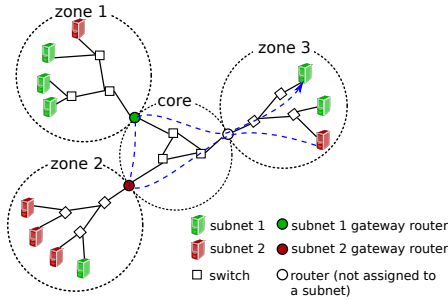 zone 1
zone 3
core
zone 2
subnet 1
subnet 1 gateway router
subnet 2
subnet 2 gateway router
switch
router (not assigned to
a subnet)